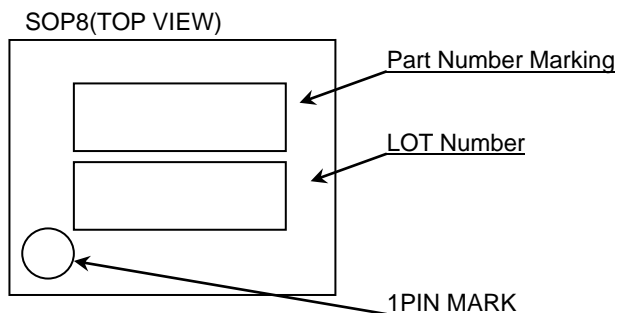 SOP8(TOP VIEW)
Part Number Marking
LOT Number
1PIN MARK